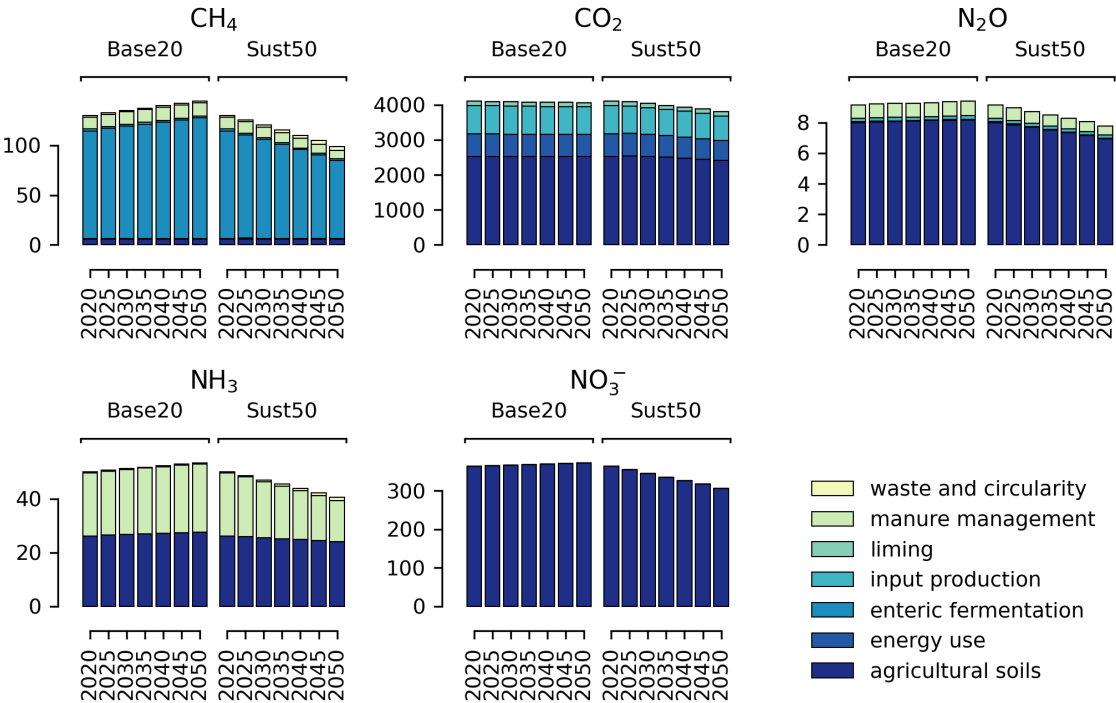 CH4 CO2 N2O
Base20 Sust50 Base20 Sust50 Base20 Sust50
100
50
0
4000
3000
2000
1000
0
8
6
4
2
0
2020 2025 2030 2035 2040 2045 2050 2020 2025 2030 2035 2040 2045 2050 2020 2025 2030 2035 2040 2045 2050 2020 2025 2030 2035 2040 2045 2050 2020 2025 2030 2035 2040 2045 2050 2020 2025 2030 2035 2040 2045 2050
NH3 NO3−
Base20 Sust50 Base20 Sust50
40
20
0
300
200
100
0
2020 2025 2030 2035 2040 2045 2050 2020 2025 2030 2035 2040 2045 2050 2020 2025 2030 2035 2040 2045 2050 2020 2025 2030 2035 2040 2045 2050
waste and circularity
manure management
liming
input production
enteric fermentation
energy use
agricultural soils